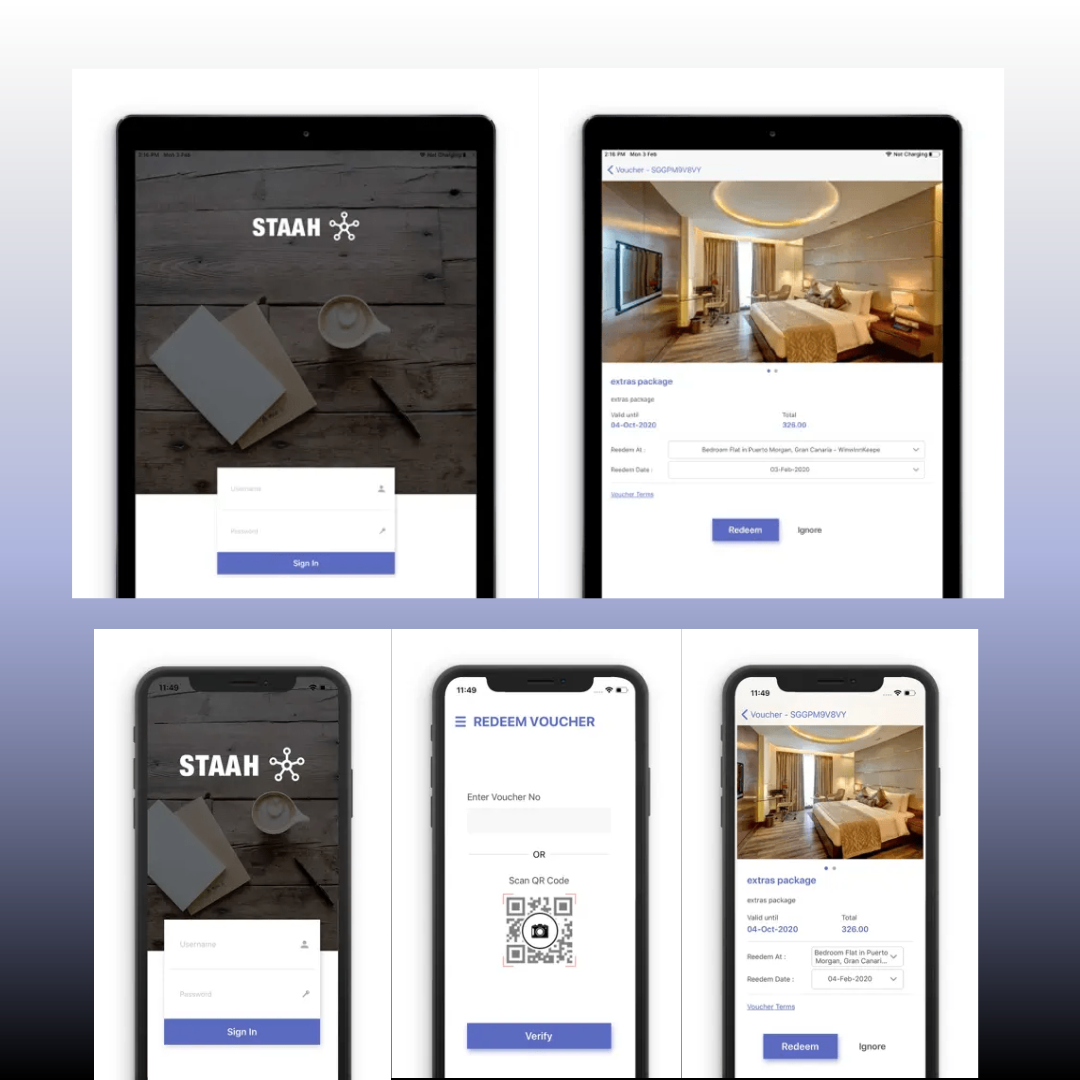 2:16 PM Mon 3 Feb
Not Charging
STAAH
Username
Password
Sign In
2:16 PM Mon 3 Feb
Not Charging
Voucher - SGGPM9V8VY
extras package
extras package
Valid until
Total
04-Oct-2020
326.00
Reedem At :
Bedroom Flat in Puerto Morgan, Gran Canaria - WinwinnKeepe
Reedem Date :
03-Feb-2020
Voucher Terms
Redeem
Ignore
11:49
STAAH
Username
Password
Sign In
11:49
REDEEM VOUCHER
Enter Voucher No
OR
Scan QR Code
Verify
11:49
Voucher - SGGPM9V8VY
extras package
extras package
Valid until
Total
04-Oct-2020
326.00
Reedem At :
Bedroom Flat in Puerto
Morgan, Gran Canari...
Reedem Date :
04-Feb-2020
Voucher Terms
Redeem
Ignore